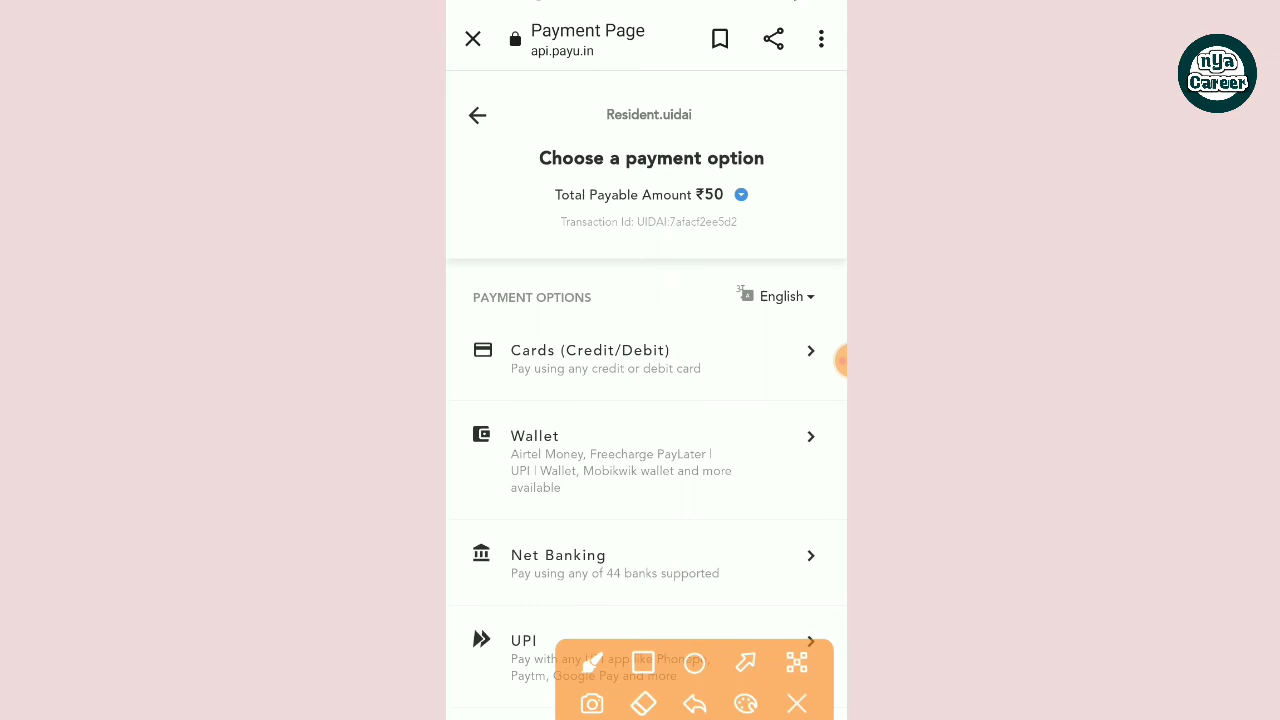 Payment Page
api.payu.in
nya
Career
Resident.uidai
Choose a payment option
Total Payable Amount ₹50
Transaction Id: UIDAI:7afacf2ee5d2
PAYMENT OPTIONS
English
Cards (Credit/Debit)
Pay using any credit or debit card
Wallet
Airtel Money, Freecharge PayLater |
UPI | Wallet, Mobikwik wallet and more
available
Net Banking
Pay using any of 44 banks supported
UPI
Pay with any UPI app like Phonepe,
Paytm, Google Pay and more